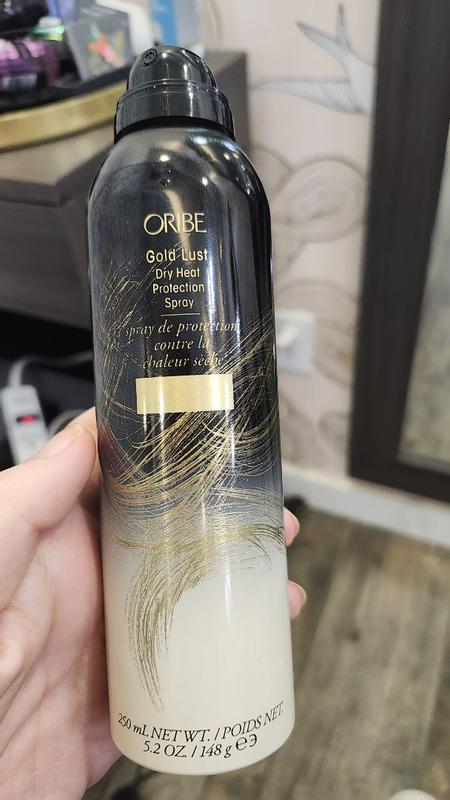 ORIBE
Gold Lust
Dry Heat
Protection
Spray
spray de protection
contre la
chaleur sèche
250 mL NET WT. / POIDS NET.
5.2 OZ. / 148 g ℮ 3